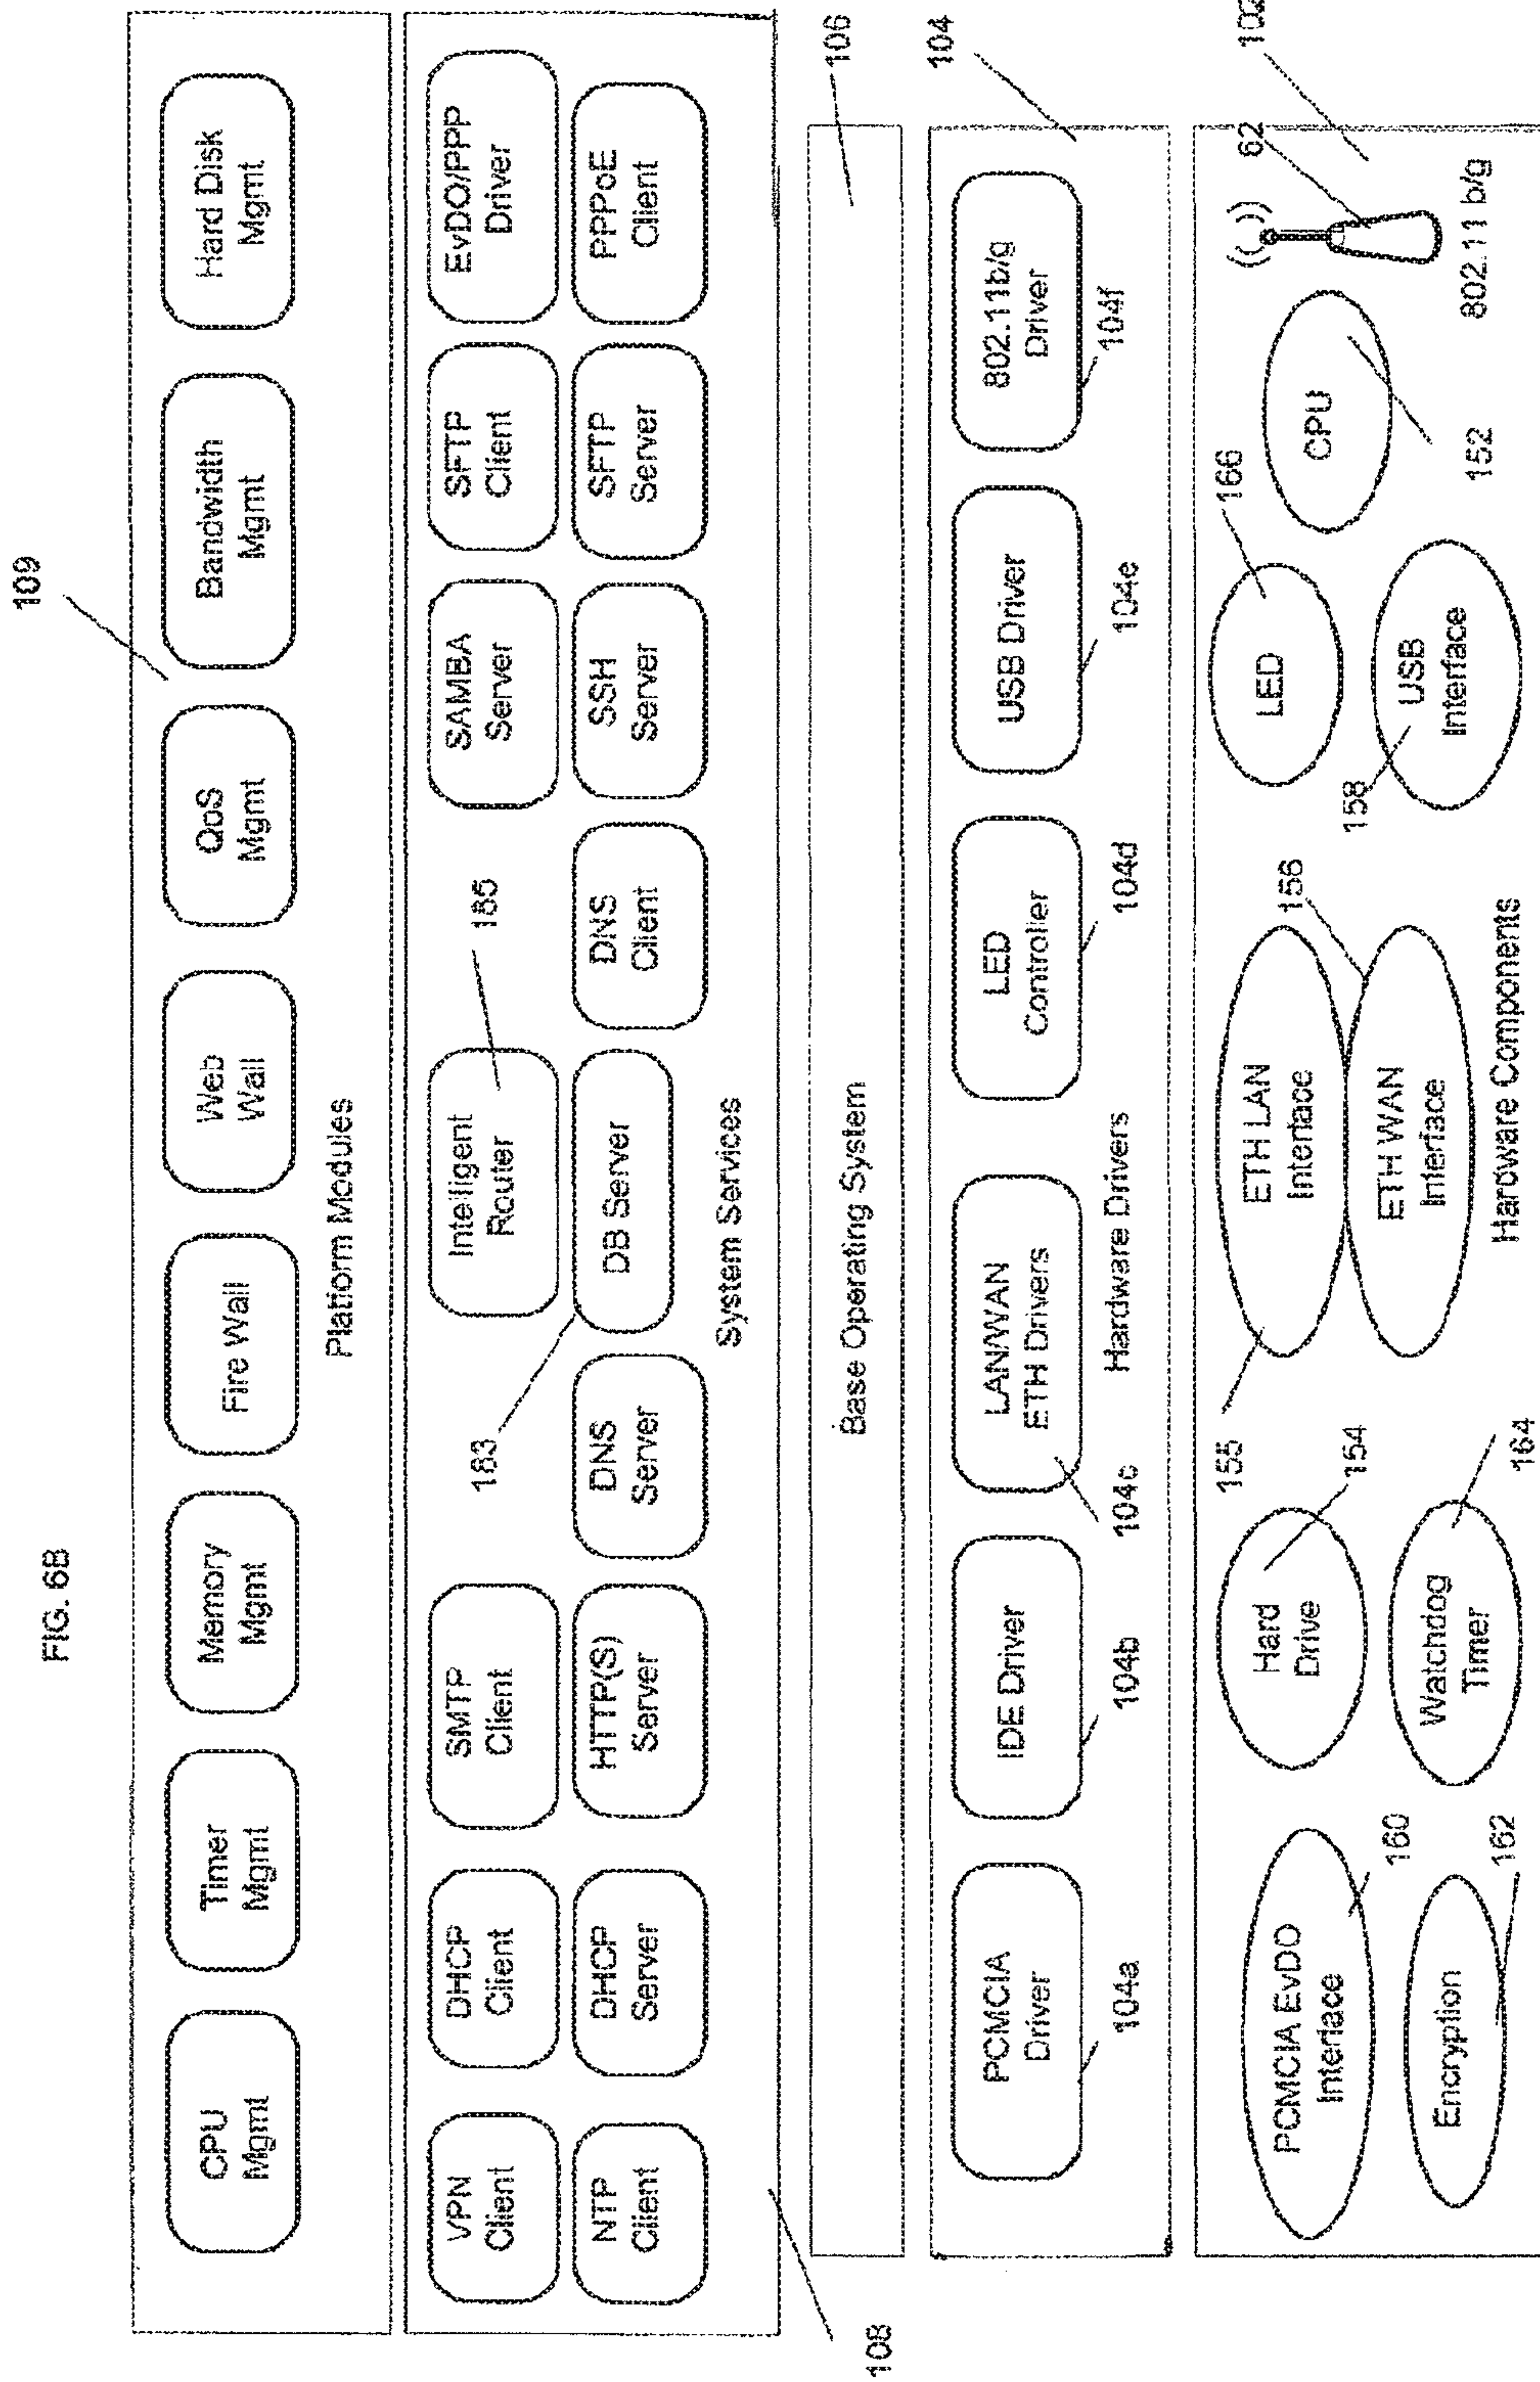 FIG. 6B
109
CPU
Mgmt
Timer
Mgmt
Memory
Mgmt
Fire Wall
Web
Wall
QoS
Mgmt
Bandwidth
Mgmt
Hard Disk
Mgmt
Platform Modules
VPN
Client
DHCP
Client
SMTP
Client
Intelligent
Router
185
SAMBA
Server
SFTP
Client
EvDO/PPP
Driver
183
NTP
Client
DHCP
Server
HTTP(S)
Server
DNS
Server
DB Server
DNS
Client
SSH
Server
SFTP
Server
PPPoE
Client
System Services
108
106
Base Operating System
104
PCMCIA
Driver
IDE Driver
LAN/WAN
ETH Drivers
LED
Controller
USB Driver
802.11b/g
Driver
104a
104b
104c
Hardware Drivers
104d
104e
104f
102
155
166
62
PCMCIA EvDO
Interface
Hard
Drive
ETH LAN
Interface
LED
CPU
160
154
156
158
152
Encryption
Watchdog
Timer
ETH WAN
Interface
USB
Interface
802.11 b/g
162
164
Hardware Components